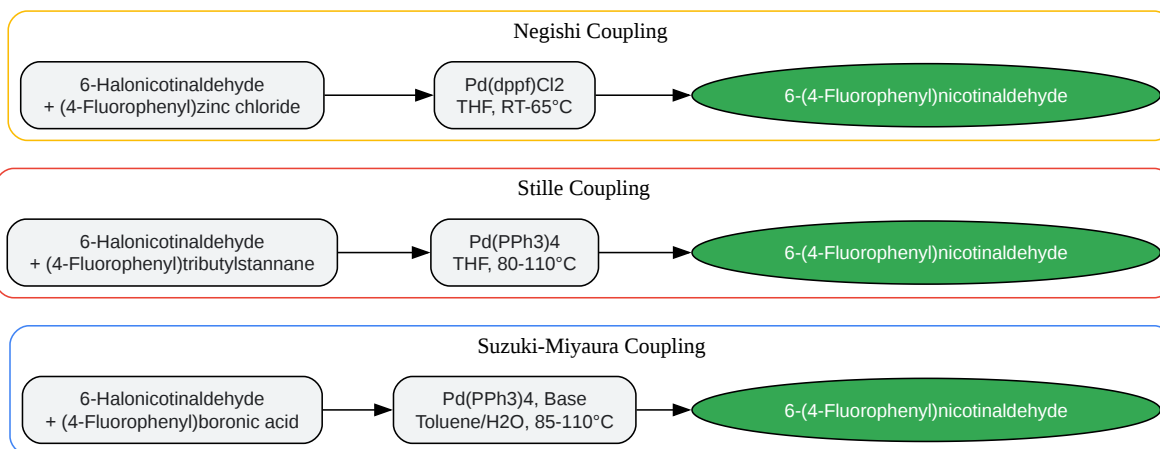 Negishi Coupling
6-Halonicotinaldehyde
+ (4-Fluorophenyl)zinc chloride
Pd(dppf)Cl2
THF, RT-65°C
6-(4-Fluorophenyl)nicotinaldehyde
Stille Coupling
6-Halonicotinaldehyde
+ (4-Fluorophenyl)tributylstannane
Pd(PPh3)4
THF, 80-110°C
6-(4-Fluorophenyl)nicotinaldehyde
Suzuki-Miyaura Coupling
6-Halonicotinaldehyde
+ (4-Fluorophenyl)boronic acid
Pd(PPh3)4, Base
Toluene/H2O, 85-110°C
6-(4-Fluorophenyl)nicotinaldehyde